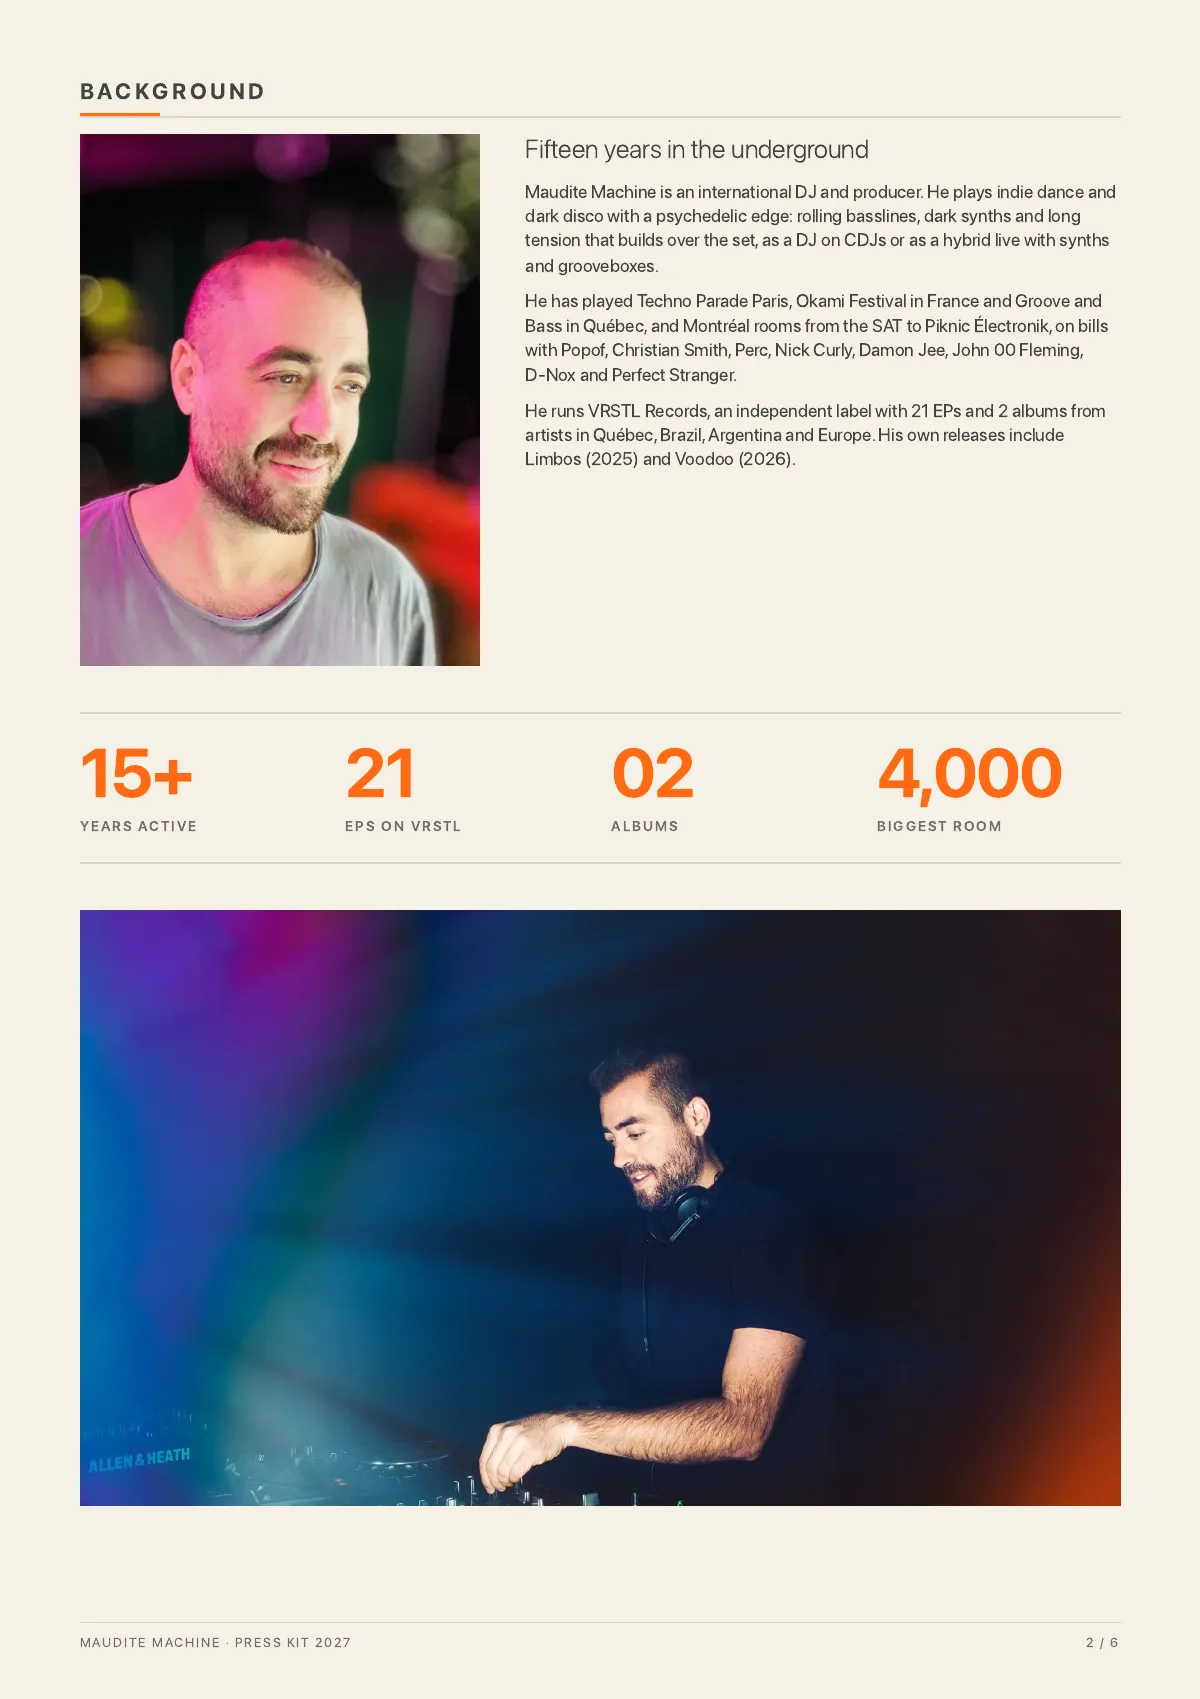 BACKGROUND
Fifteen years in the underground
Maudite Machine is an international DJ and producer. He plays indie dance and
dark disco with a psychedelic edge: rolling basslines, dark synths and long
tension that builds over the set, as a DJ on CDJs or as a hybrid live with synths
and grooveboxes.
He has played Techno Parade Paris, Okami Festival in France and Groove and
Bass in Québec, and Montréal rooms from the SAT to Piknic Électronik, on bills
with Popof, Christian Smith, Perc, Nick Curly, Damon Jee, John 00 Fleming,
D-Nox and Perfect Stranger.
He runs VRSTL Records, an independent label with 21 EPs and 2 albums from
artists in Québec, Brazil, Argentina and Europe. His own releases include
Limbos (2025) and Voodoo (2026).
15+
YEARS ACTIVE
21
EPS ON VRSTL
02
ALBUMS
4,000
BIGGEST ROOM
ALLEN&HEATH
MAUDITE MACHINE · PRESS KIT 2027
2 / 6